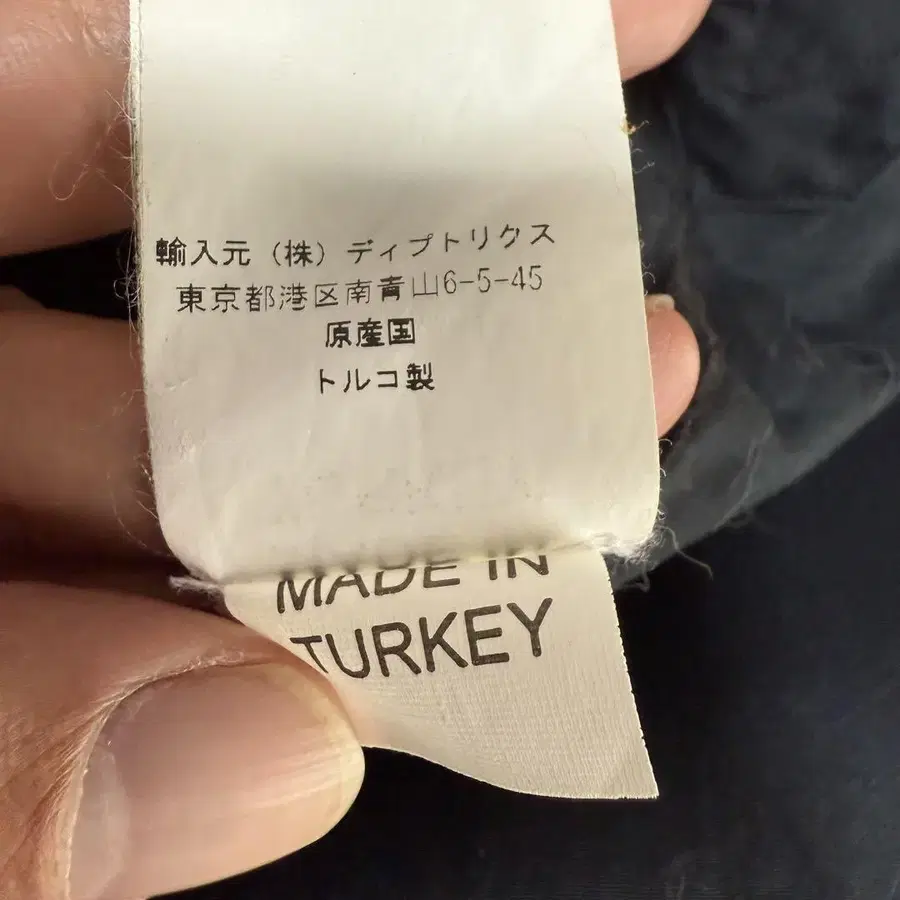 輸入元（株）ディプトリクス
東京都港区南青山6-5-45
原産国
トルコ製
MADE IN
TURKEY